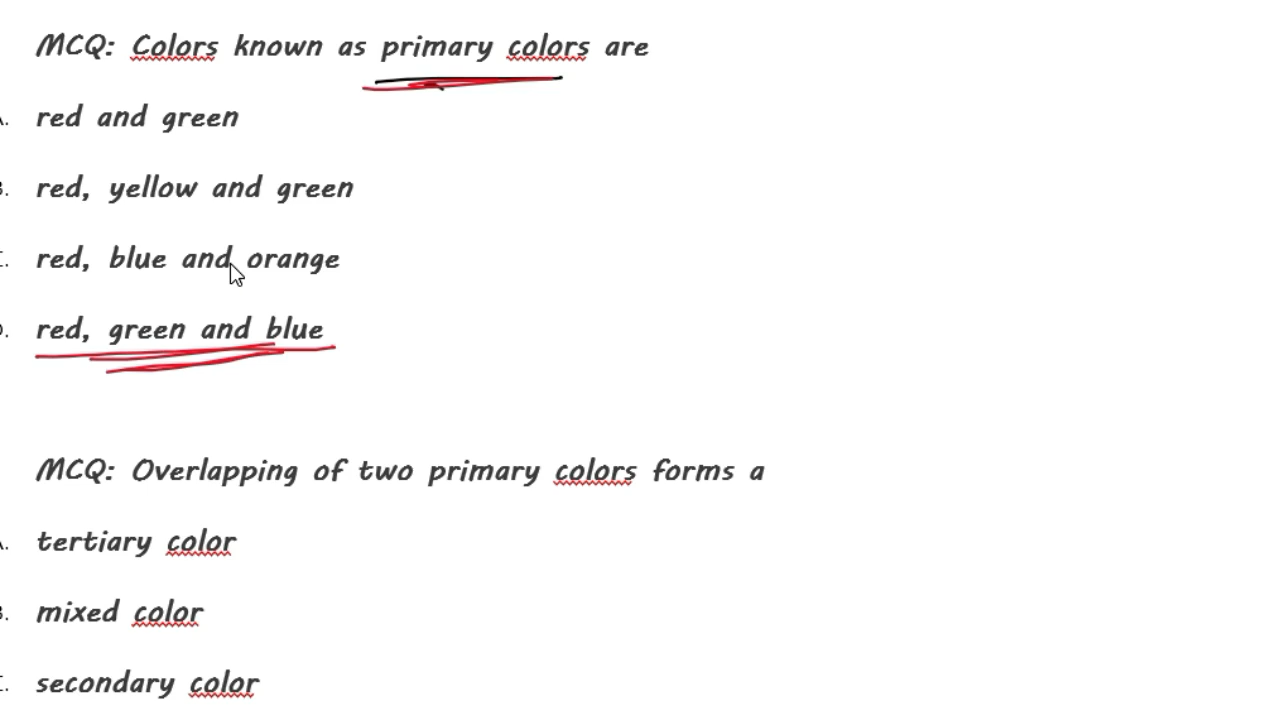 MCQ: Colors known as primary colors are
A. red and green
B. red, yellow and green
C. red, blue and orange
D. red, green and blue
MCQ: Overlapping of two primary colors forms a
A. tertiary color
B. mixed color
C. secondary color